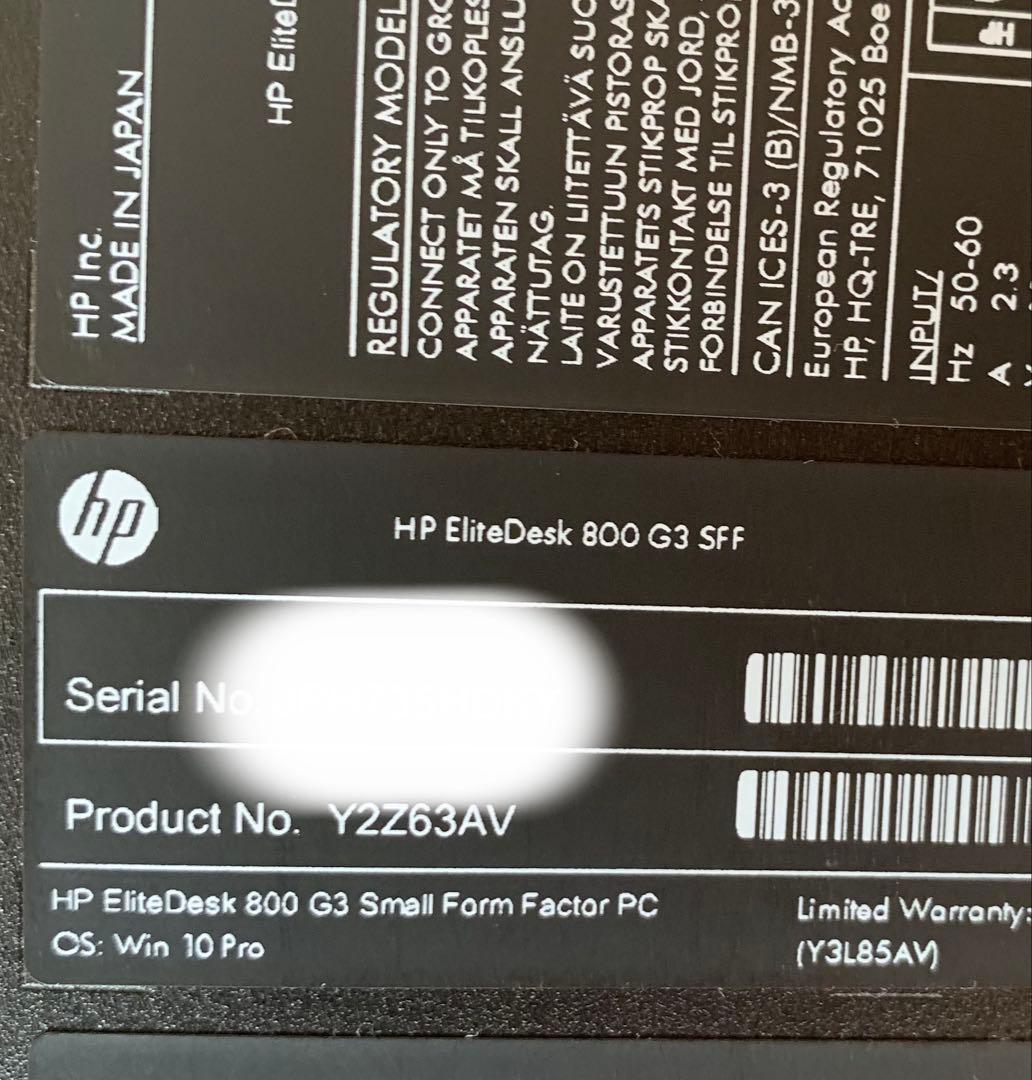 HP Inc.
MADE IN JAPAN
REGULATORY MODEL
CONNECT ONLY TO
APPARATET MÅ TILKOPLES
APPARATEN SKALL ANSLU
NÄTTUTAG.
LAITE ON LIITETTÄVÄ SUO
VARUSTETTUUN PISTORAS
APPARATETS STIKPROP SKA
STIKKONTAKT MED JORD,
FORBINDELSE TIL STIKPRO
CAN ICES-3 (B)/NMB-3
European Regulatory
HP, HQ-TRE, 71025 Boe
INPUT/
Hz 50-60
A 2.3
hp
HP EliteDesk 800 G3 SFF
Serial No
Product No. Y2Z63AV
HP EliteDesk 800 G3 Small Form Factor PC
OS: Win 10 Pro
Limited Warranty:
(Y3L85AV)